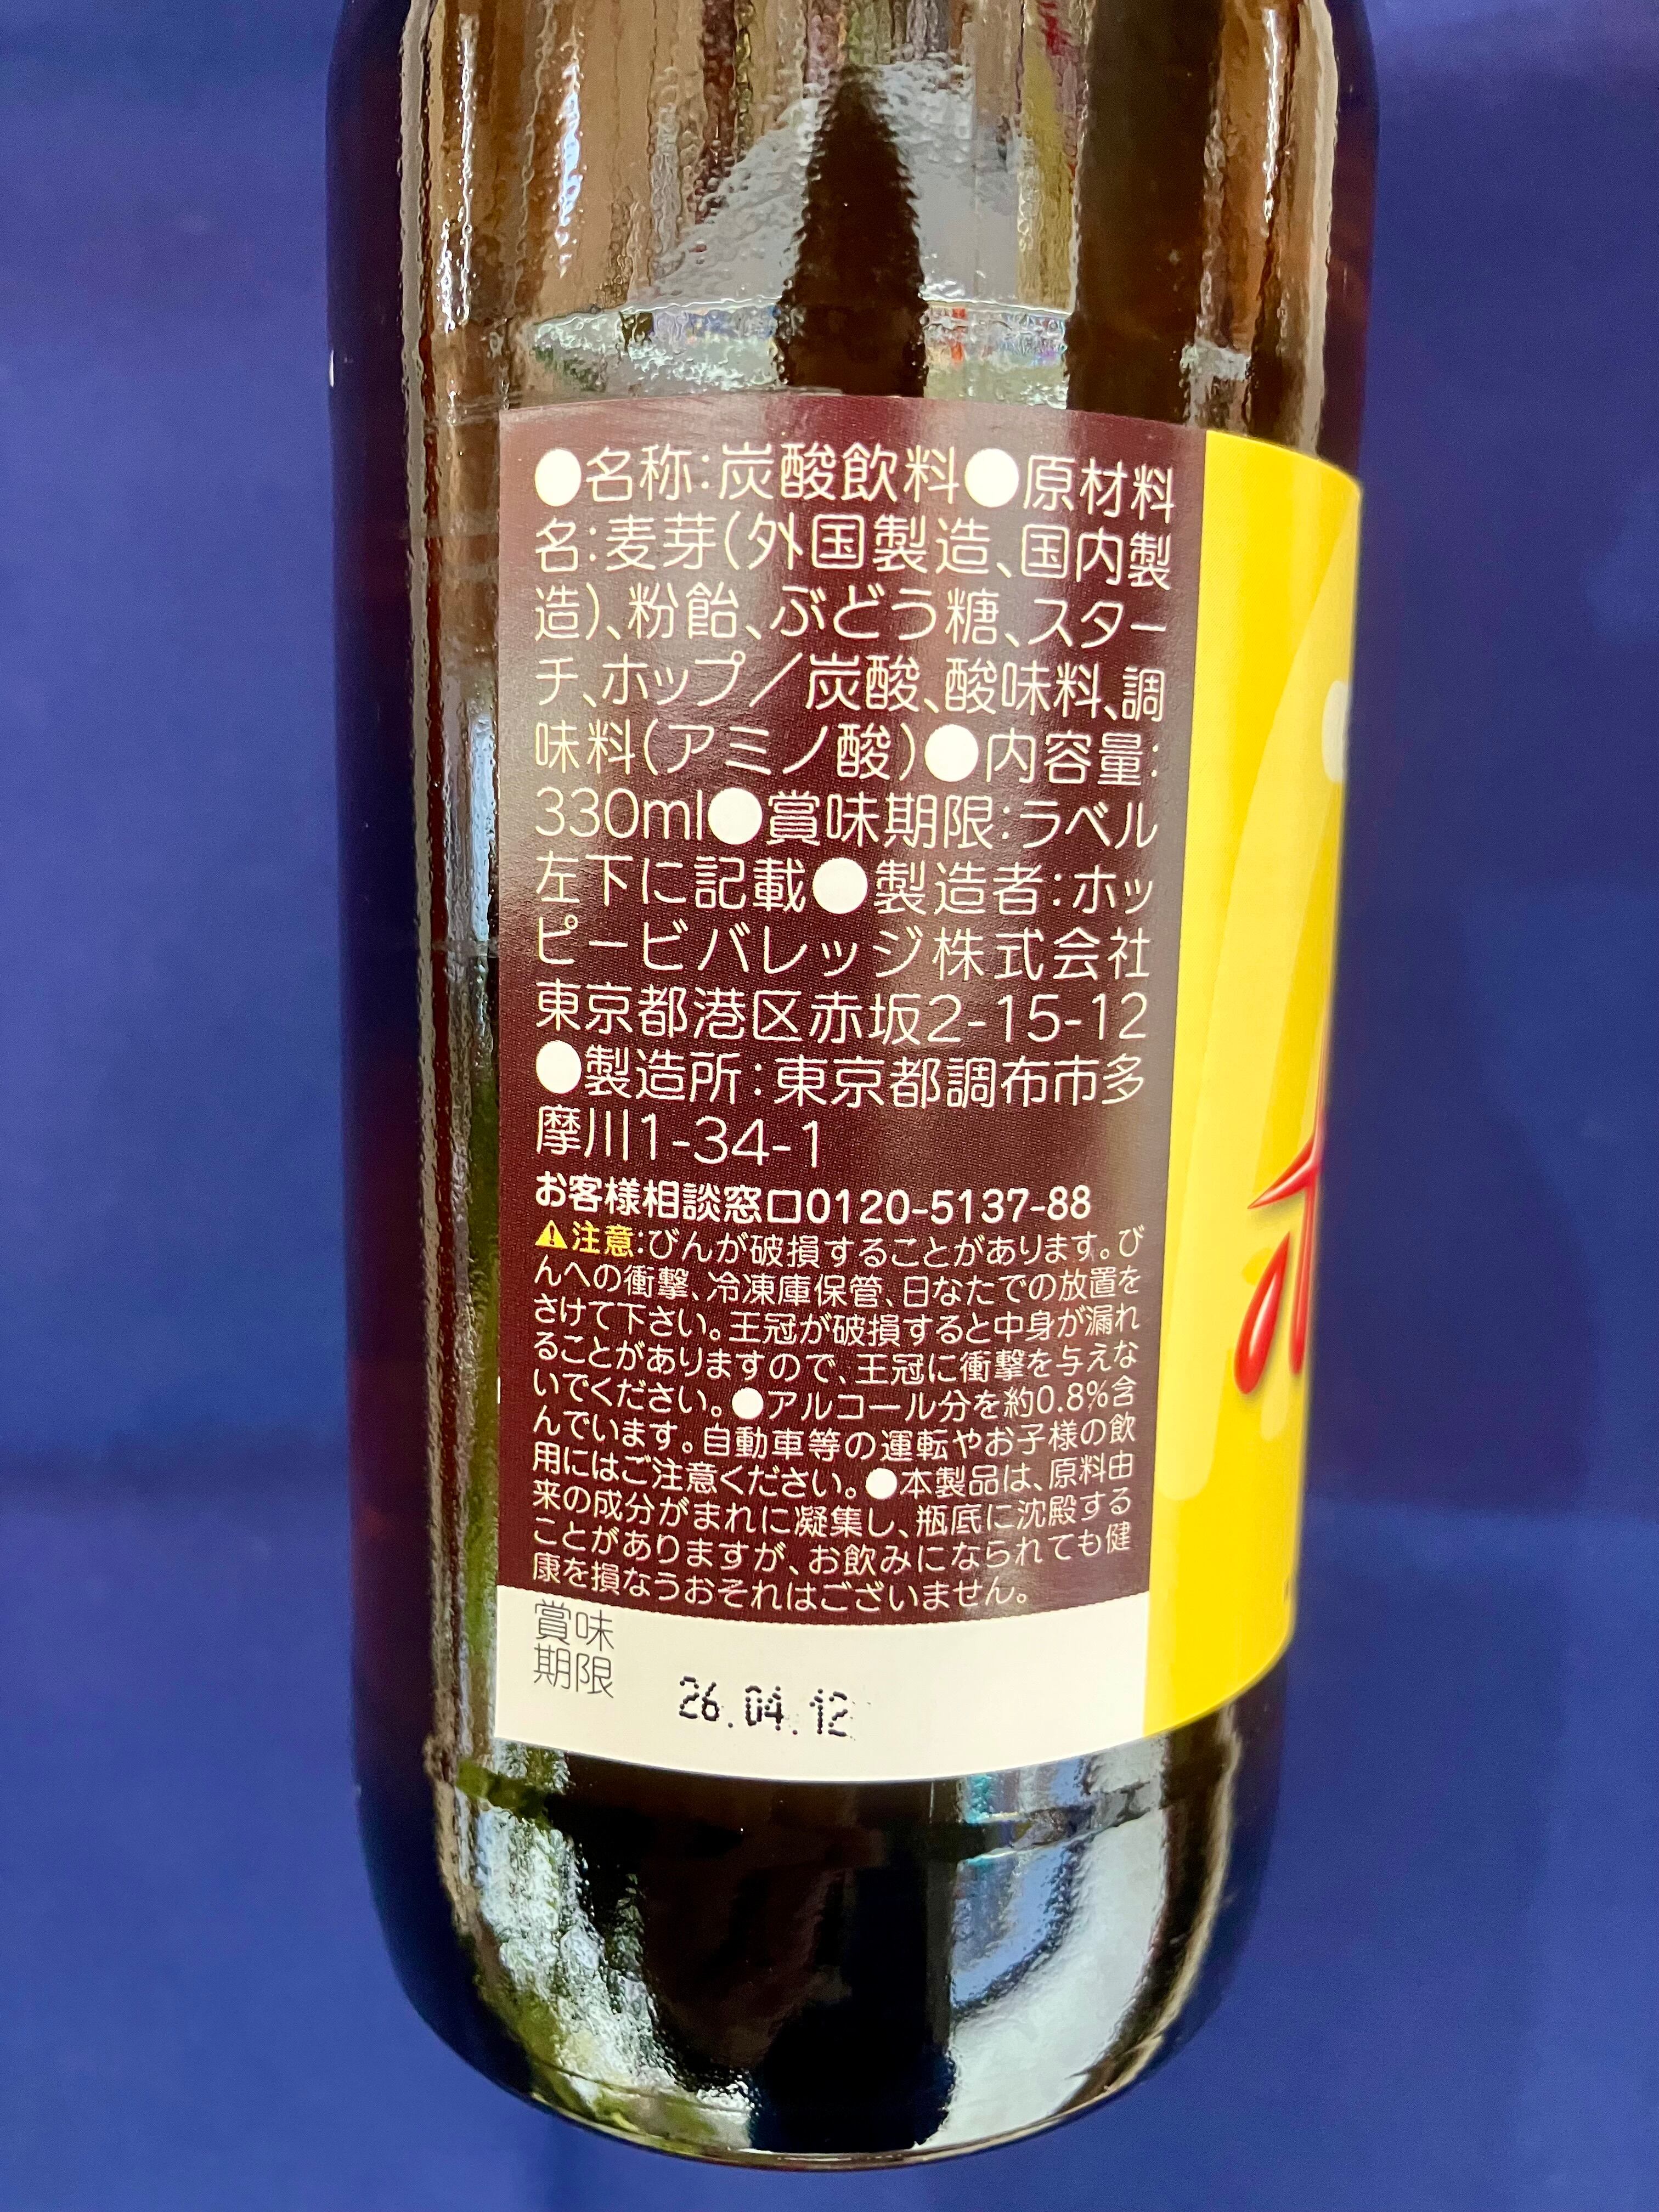 ●名称:炭酸飲料●原材料
名:麦芽(外国製造、国内製
造)、粉飴、ぶどう糖、スター
チ、ホップ／炭酸、酸味料、調
味料(アミノ酸)●内容量:
330ml●賞味期限:ラベル
左下に記載●製造者:ホッ
ピービバレッジ株式会社
東京都港区赤坂2-15-12
●製造所:東京都調布市多
摩川1-34-1
お客様相談窓口0120-5137-88
⚠注意:びんが破損することがあります。び
んへの衝撃、冷凍庫保管、日なたでの放置を
さけて下さい。王冠が破損すると中身が漏れ
ることがありますので、王冠に衝撃を与えな
いでください。●アルコール分を約0.8%含
んでいます。自動車等の運転やお子様の飲
用にはご注意ください。●本製品は、原料由
来の成分がまれに凝集し、瓶底に沈殿する
ことがありますが、お飲みになられても健
康を損なうおそれはございません。
賞味
期限
26.04.12